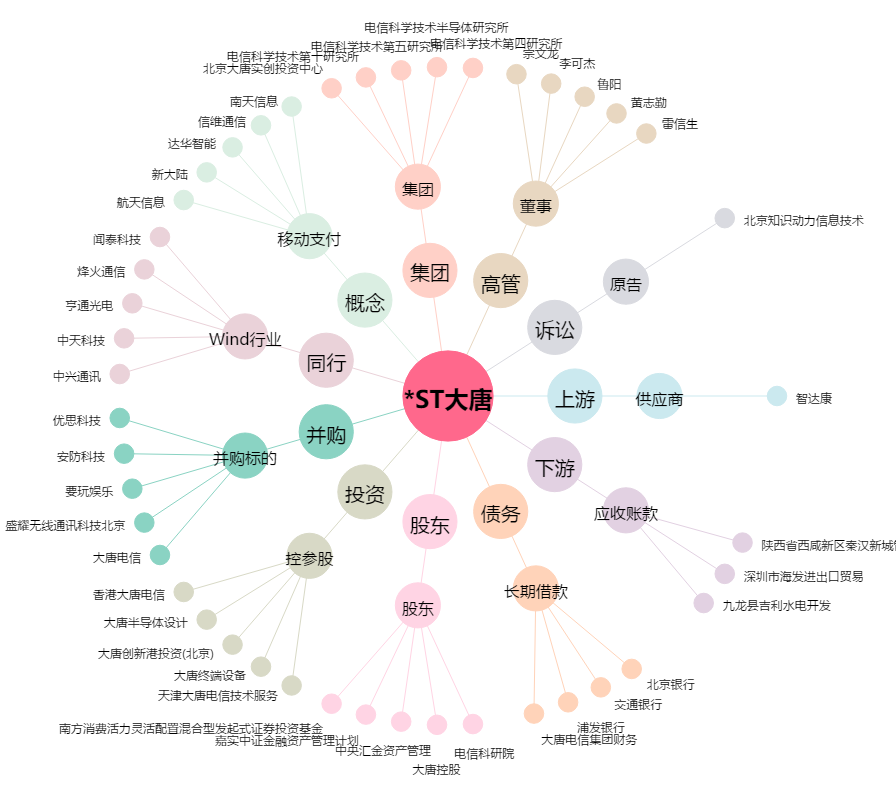 电信科学技术半导体研究所
电信科学技术第五研究所
电信科学技术第四研究所
电信科学技术第十研究所
北京大唐实创投资中心
宗文龙
李可杰
鲁阳
黄志勤
雷信生
南天信息
信维通信
达华智能
新大陆
航天信息
集团
董事
移动支付
北京知识动力信息技术
闻泰科技
烽火通信
亨通光电
中天科技
中兴通讯
集团
高管
原告
概念
诉讼
Wind行业
同行
*ST大唐
上游
供应商
智达康
优思科技
安防科技
要玩娱乐
盛耀无线通讯科技北京
大唐电信
并购
并购标的
下游
投资
股东
债务
应收账款
陕西省西咸新区秦汉新城
深圳市海发进出口贸易
九龙县吉利水电开发
控参股
香港大唐电信
大唐半导体设计
大唐创新港投资(北京)
大唐终端设备
天津大唐电信技术服务
股东
长期借款
北京银行
交通银行
浦发银行
大唐电信集团财务
南方消费活力灵活配置混合型发起式证券投资基金
嘉实中证金融资产管理计划
中央汇金资产管理
大唐控股
电信科研院